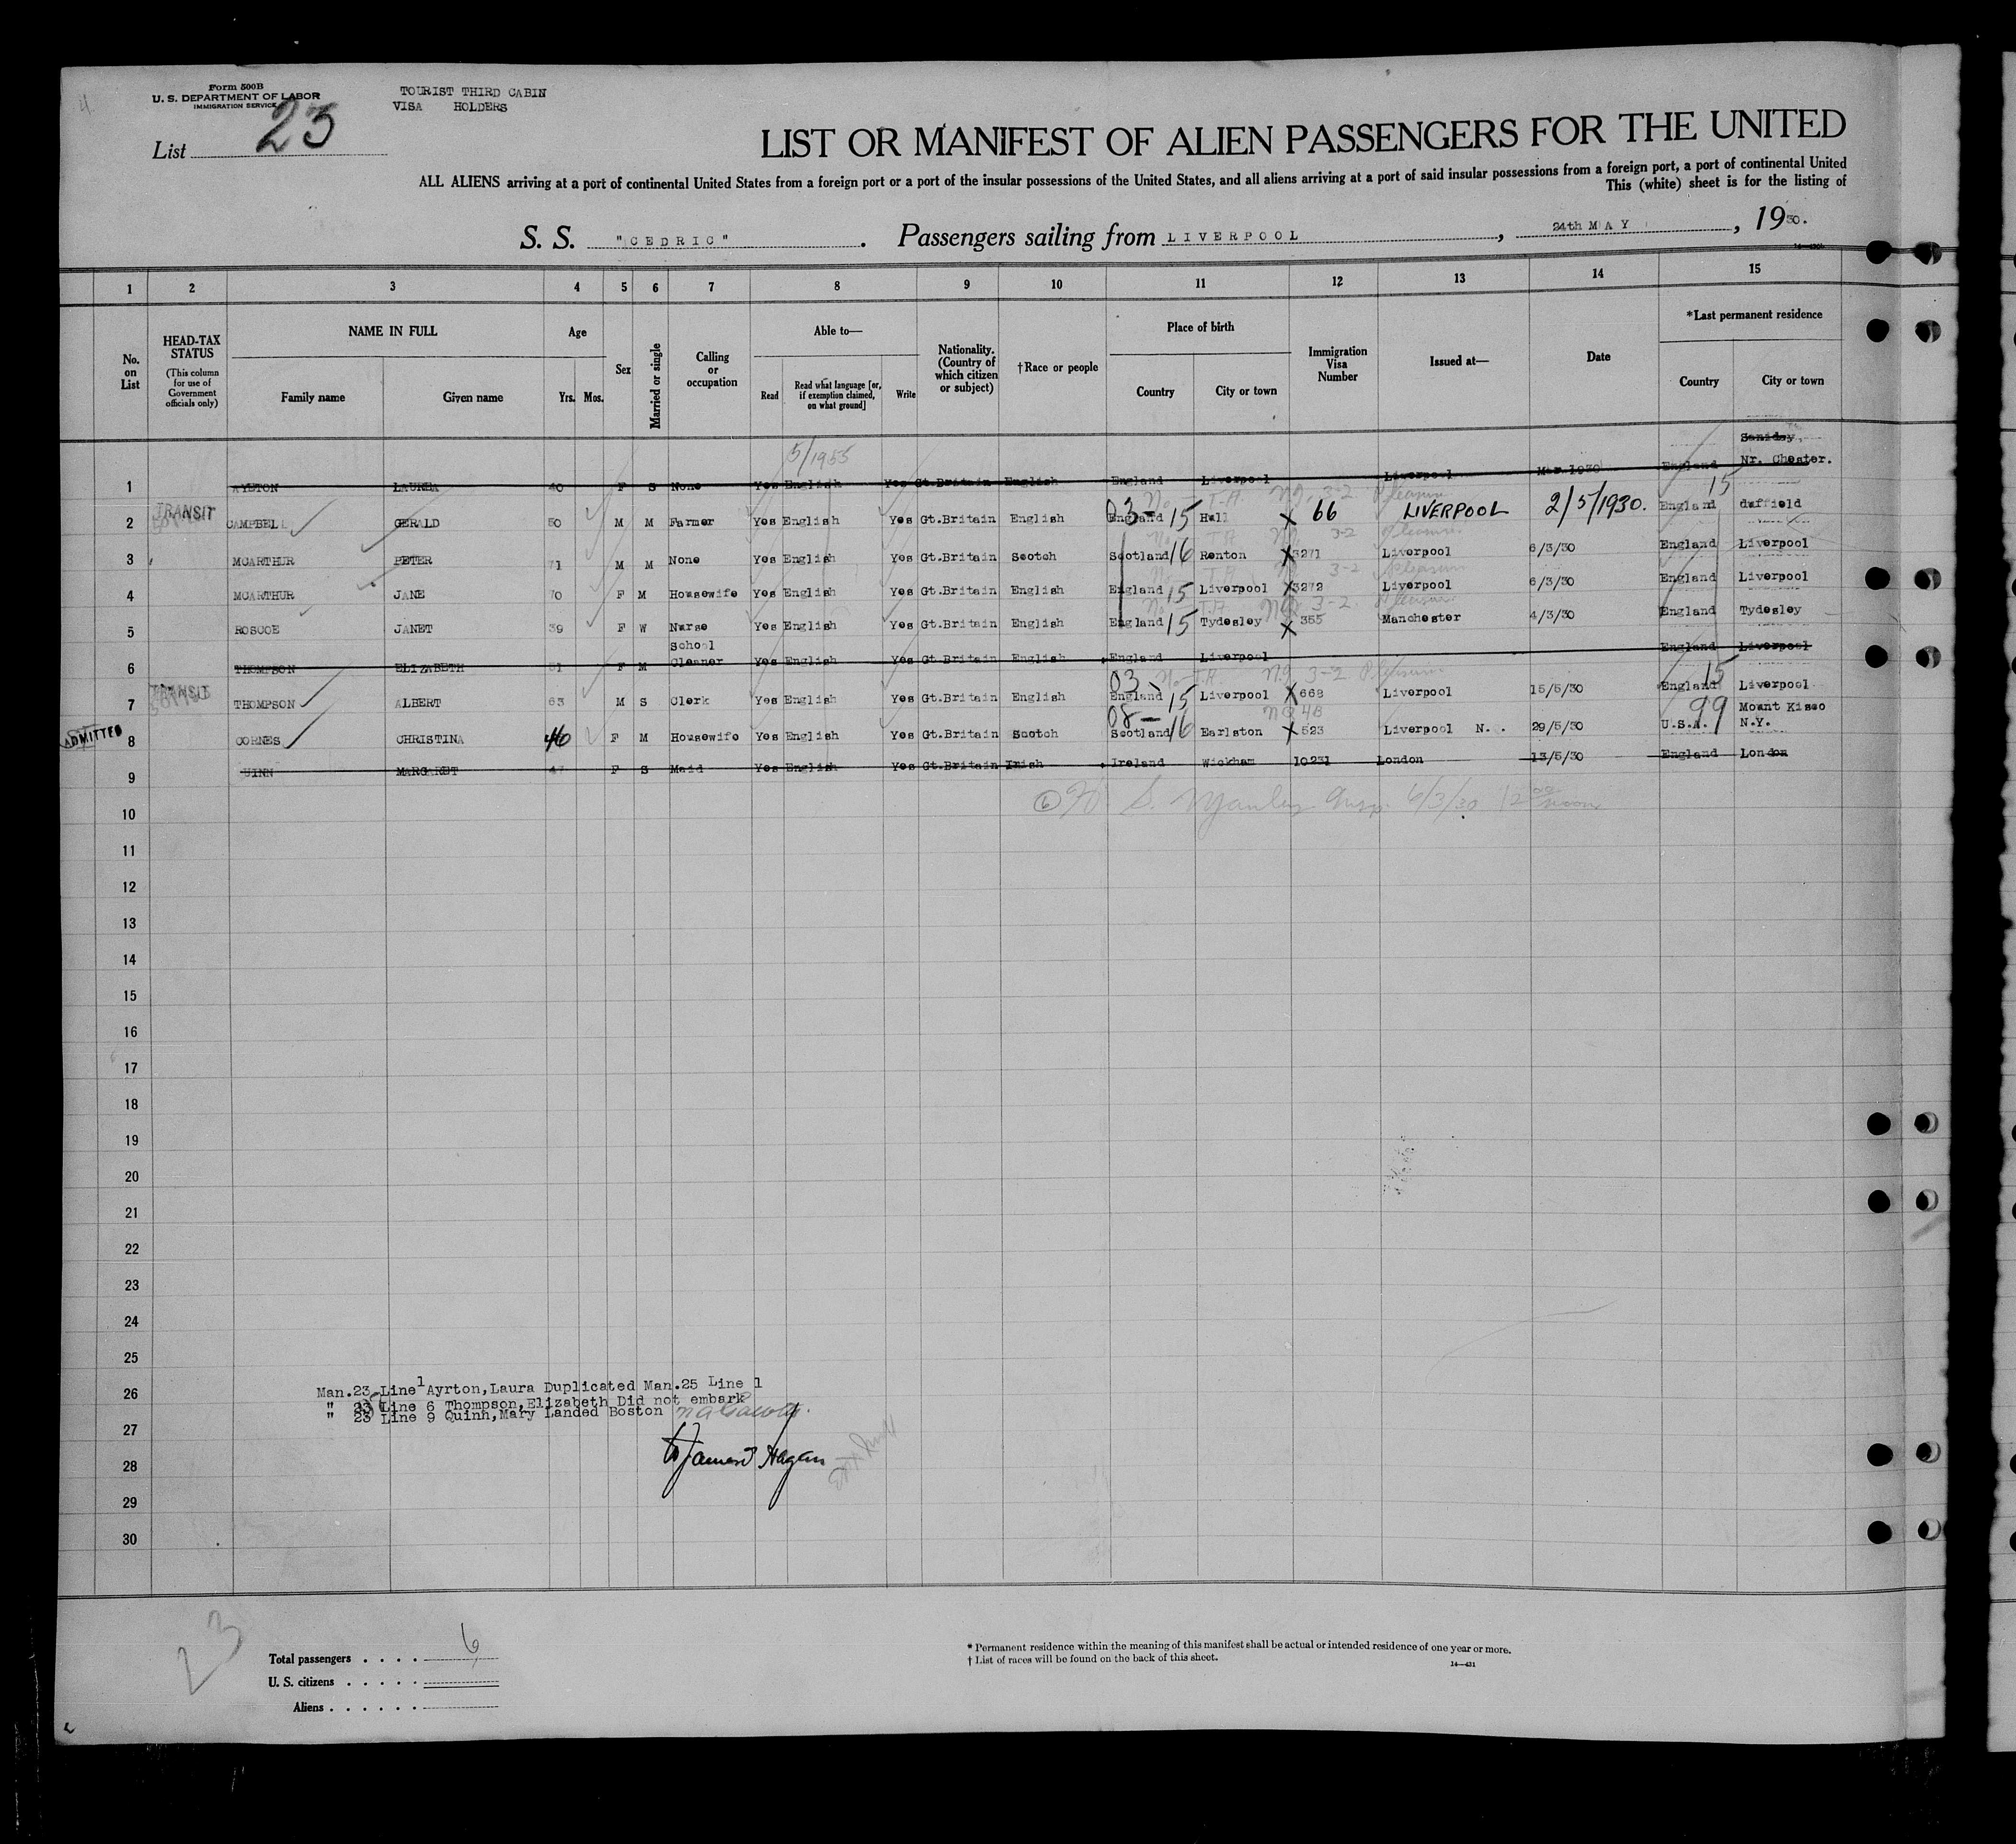 Form 500B
U. S. DEPARTMENT OF LABOR
IMMIGRATION SERVICE
TOURIST THIRD CABIN
VISA HOLDERS
List 23
LIST OR MANIFEST OF ALIEN PASSENGERS FOR THE UNITED
ALL ALIENS arriving at a port of continental United States from a foreign port or a port of the insular possessions of the United States, and all aliens arriving at a port of said insular possessions from a foreign port, a port of continental United
This (white) sheet is for the listing of
S. S. "CEDRIC". Passengers sailing from LIVERPOOL, 24th MAY, 1930.
1 2 3 4 5 6 7 8 9 10 11 12 13 14 15
No. on List
HEAD-TAX STATUS
(This column for use of Government officials only)
NAME IN FULL
Family name Given name
Age
Yrs. Mos.
Sex
Married or single
Calling or occupation
Able to—
Read
Read what language [or, if exemption claimed, on what ground]
Write
Nationality. (Country of which citizen or subject)
†Race or people
Place of birth
Country City or town
Immigration Visa Number
Issued at—
Date
*Last permanent residence
Country City or town
5/1955
Nr. Chester.
1 LAURA 40 F S None Yes English Yes Gt.Britain English England Liverpool Liverpool Mar 1930 England
15
TRANSIT
2 CAMPBELL GERALD 50 M M Farmer Yes English Yes Gt.Britain English 03- England 15 Hull X 66 LIVERPOOL 2/5/1930. England duffield
3 MCARTHUR PETER 71 M M None Yes English Yes Gt.Britain Scotch Scotland 16 Renton X 3271 Liverpool 6/3/30 England Liverpool
4 MCARTHUR JANE 70 F M Housewife Yes English Yes Gt.Britain English England 15 Liverpool X 3272 Liverpool 6/3/30 England Liverpool
5 ROSCOE JANET 39 F W Nurse Yes English Yes Gt.Britain English England 15 Tydesley X 355 Manchester 4/3/30 England Tydesley
School
6 THOMPSON ELIZABETH 51 F M Cleaner Yes English Yes Gt.Britain English England Liverpool England Liverpool
TRANSIT
7 THOMPSON ALBERT 63 M S Clerk Yes English Yes Gt.Britain English 03- England 15 Liverpool X 668 Liverpool 15/5/30 England 15 Liverpool
Mount Kisco
ADMITTED 8 CORNES CHRISTINA 46 F M Housewife Yes English Yes Gt.Britain Scotch 08- Scotland 16 Earlston X 523 Liverpool N. 29/5/30 U.S.A. 99 N.Y.
9 MARGARET 47 F S Maid Yes English Yes Gt.Britain Irish Ireland Wickham 10231 London 13/5/30 England London
6/3/30 12 noon
10
11
12
13
14
15
16
17
18
19
20
21
22
23
24
25
26
27
28
29
30
Man.23 Line 1 Ayrton,Laura Duplicated Man.25 Line 1
" 23 Line 6 Thompson,Elizabeth Did not embark
" 23 Line 9 Quinn,Mary Landed Boston
23
Total passengers . . . . 6
U. S. citizens . . . . .
Aliens . . . . . .
* Permanent residence within the meaning of this manifest shall be actual or intended residence of one year or more.
† List of races will be found on the back of this sheet.
14—431